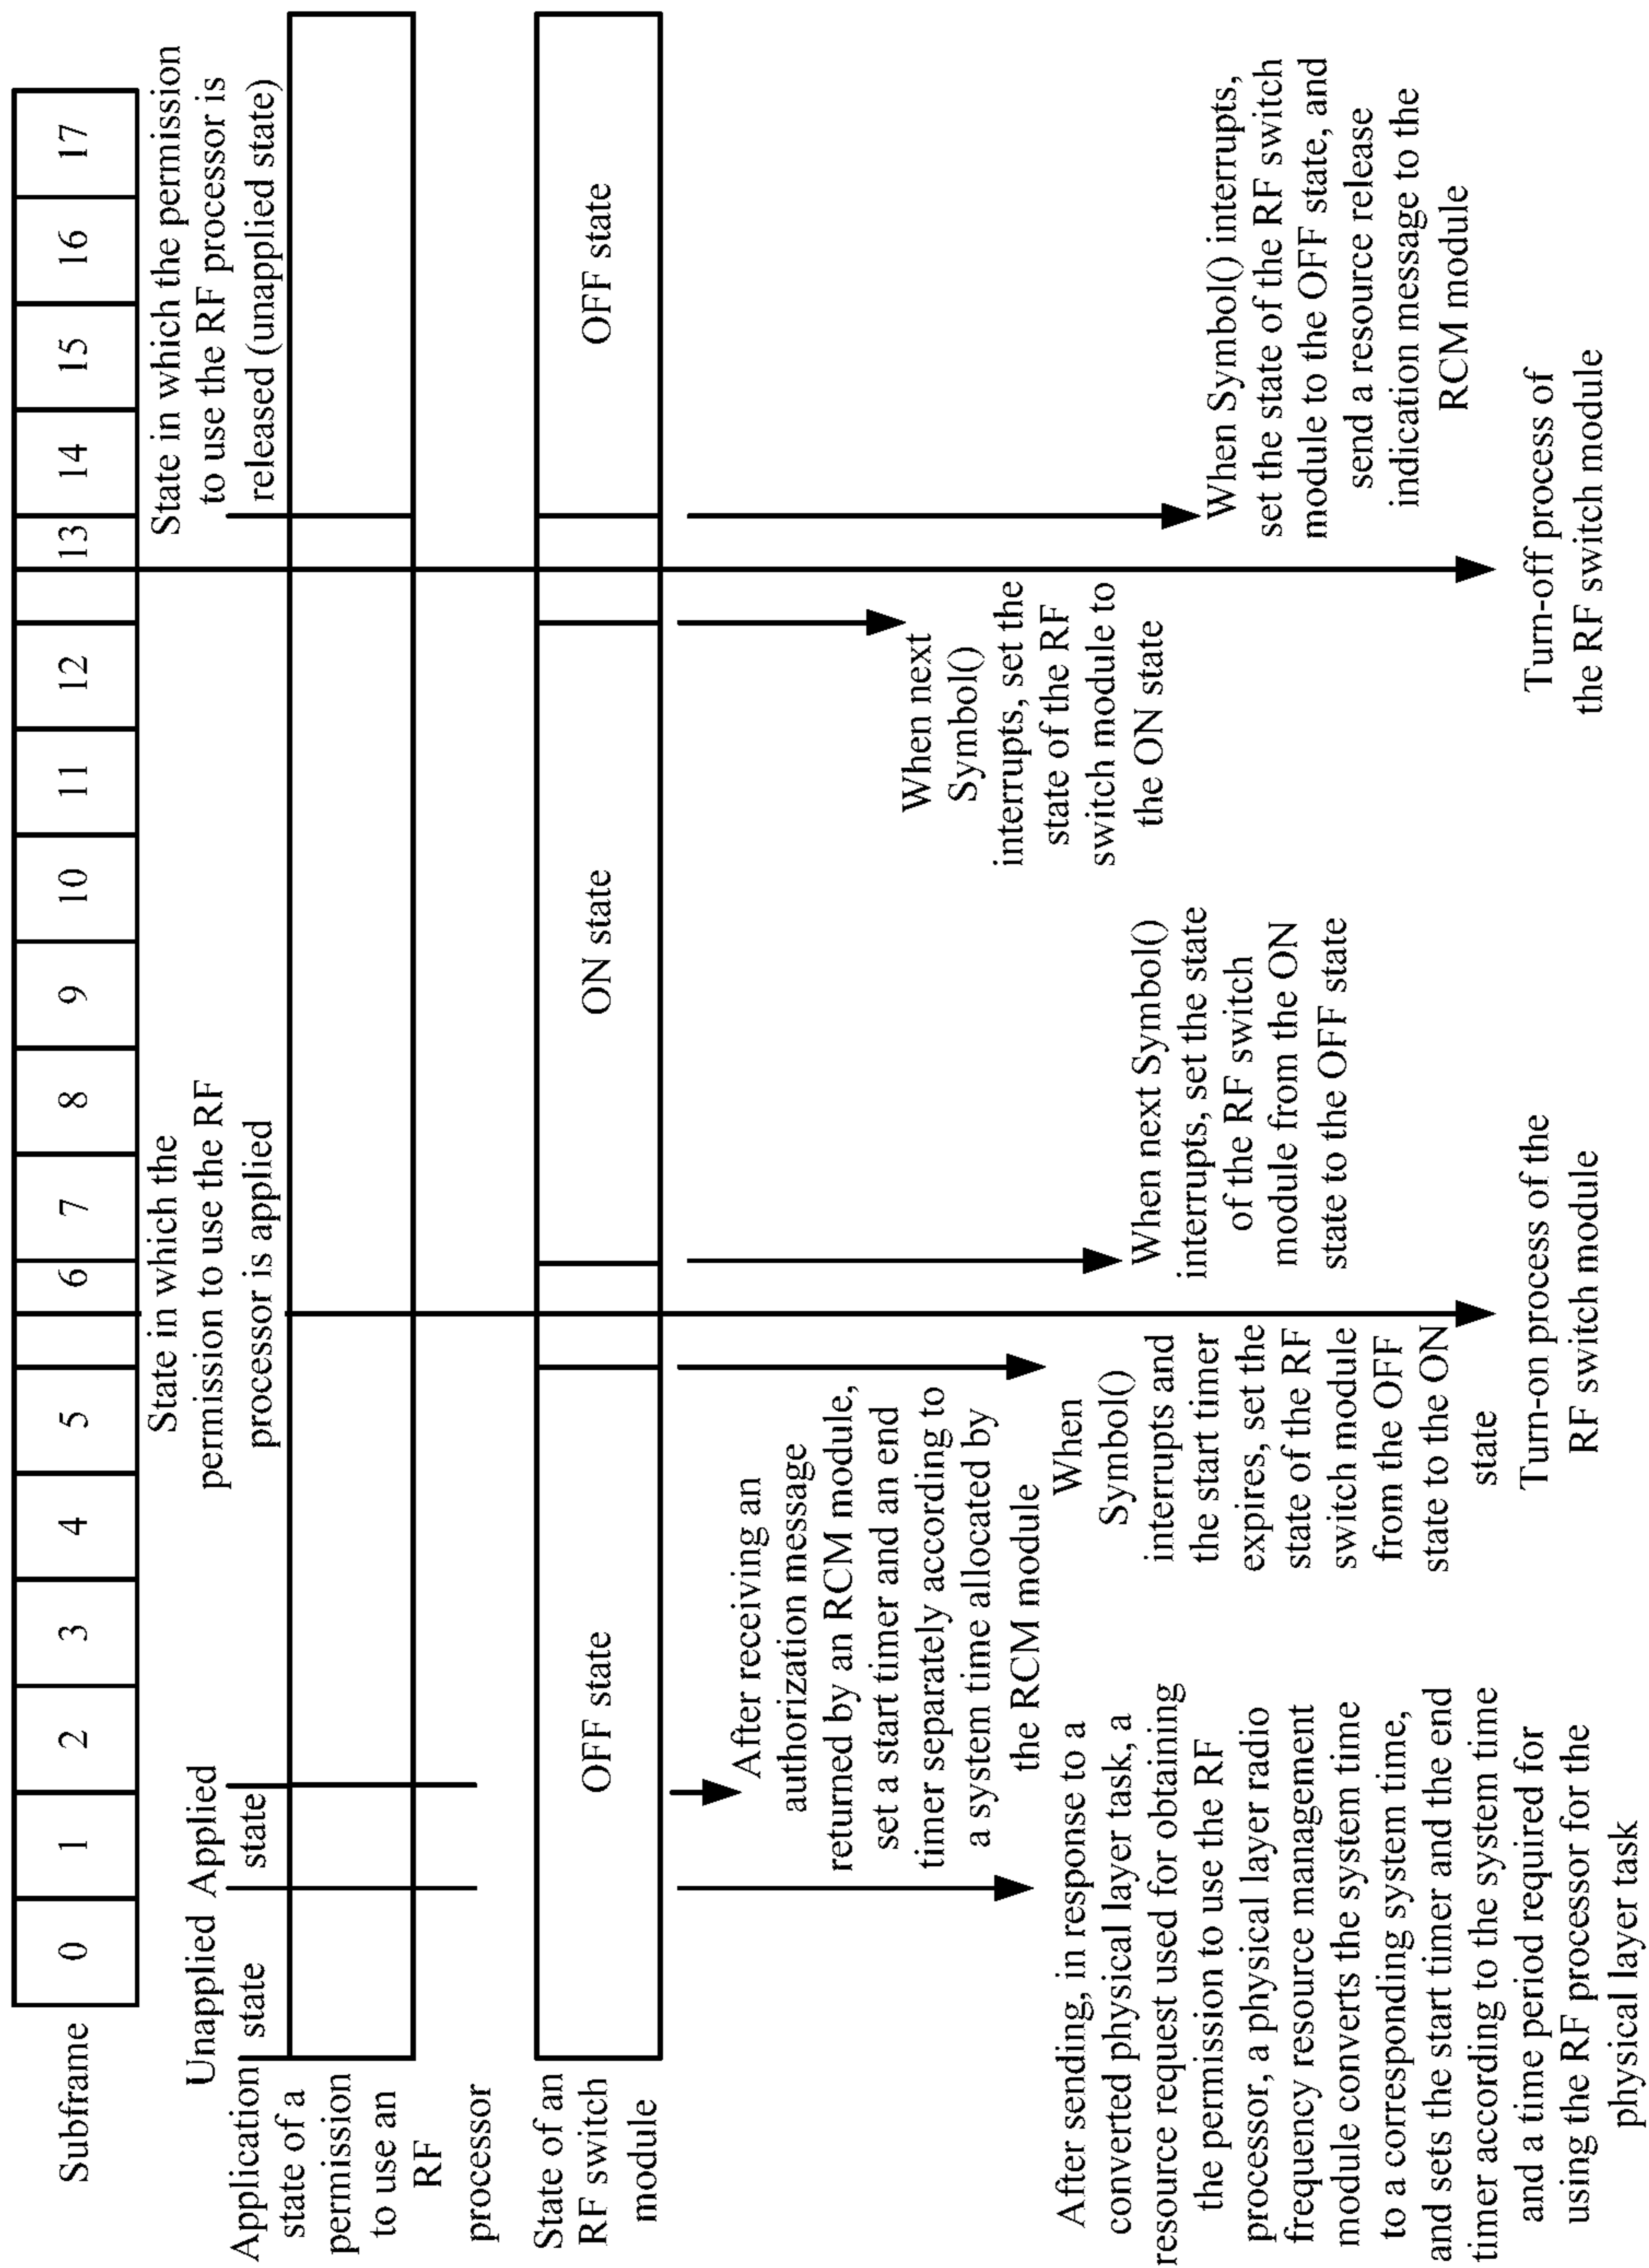 Subframe
0
1
2
3
4
5
6
7
8
9
10
11
12
13
14
15
16
17
Unapplied
state
Applied
state
State in which the
permission to use the RF
processor is applied
State in which the permission
to use the RF processor is
released (unapplied state)
Application
state of a
permission
to use an
RF
processor
State of an
RF switch
module
OFF state
ON state
OFF state
After receiving an
authorization message
returned by an RCM module,
set a start timer and an end
timer separately according to
a system time allocated by
the RCM module
After sending, in response to a
converted physical layer task, a
resource request used for obtaining
the permission to use the RF
processor, a physical layer radio
frequency resource management
module converts the system time
to a corresponding system time,
and sets the start timer and the end
timer according to the system time
and a time period required for
using the RF processor for the
physical layer task
When
Symbol()
interrupts and
the start timer
expires, set the
state of the RF
switch module
from the OFF
state to the ON
state
Turn-on process of the
RF switch module
When next Symbol()
interrupts, set the state
of the RF switch
module from the ON
state to the OFF state
When next
Symbol()
interrupts, set the
state of the RF
switch module to
the ON state
When Symbol() interrupts,
set the state of the RF switch
module to the OFF state, and
send a resource release
indication message to the
RCM module
Turn-off process of
the RF switch module